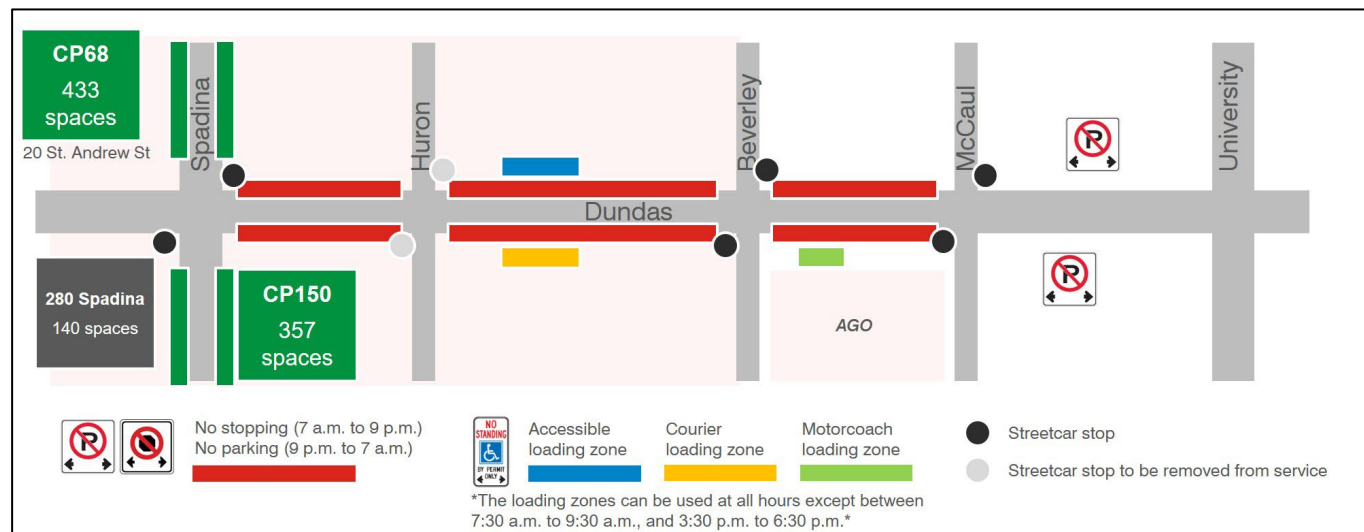 CP68
433
spaces
20 St. Andrew St
Spadina
Huron
Beverley
McCaul
University
P
Dundas
P
280 Spadina
140 spaces
CP150
357
spaces
AGO
P
No stopping (7 a.m. to 9 p.m.)
No parking (9 p.m. to 7 a.m.)
NO
STANDING
BY PERMIT
ONLY
Accessible
loading zone
Courier
loading zone
Motorcoach
loading zone
Streetcar stop
Streetcar stop to be removed from service
*The loading zones can be used at all hours except between
7:30 a.m. to 9:30 a.m., and 3:30 p.m. to 6:30 p.m.*